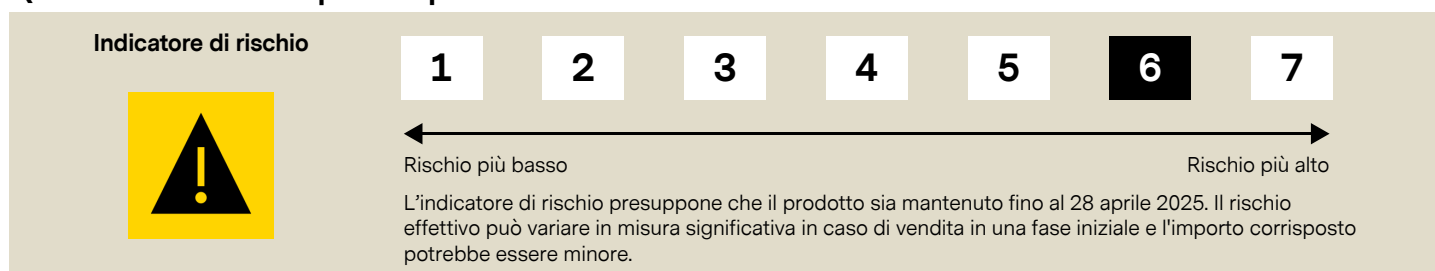 Indicatore di rischio
1 2 3 4 5 6 7
Rischio più basso Rischio più alto
L'indicatore di rischio presuppone che il prodotto sia mantenuto fino al 28 aprile 2025. Il rischio
effettivo può variare in misura significativa in caso di vendita in una fase iniziale e l'importo corrisposto
potrebbe essere minore.